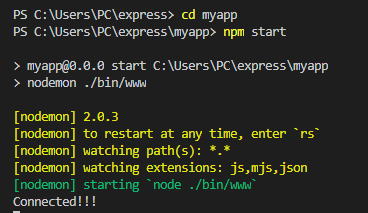 PS C:\Users\PC\express> cd myapp
PS C:\Users\PC\express\myapp> npm start
> myapp@0.0.0 start C:\Users\PC\express\myapp
> nodemon ./bin/www
[nodemon] 2.0.3
[nodemon] to restart at any time, enter `rs`
[nodemon] watching path(s): *.*
[nodemon] watching extensions: js,mjs,json
[nodemon] starting `node ./bin/www`
Connected!!!